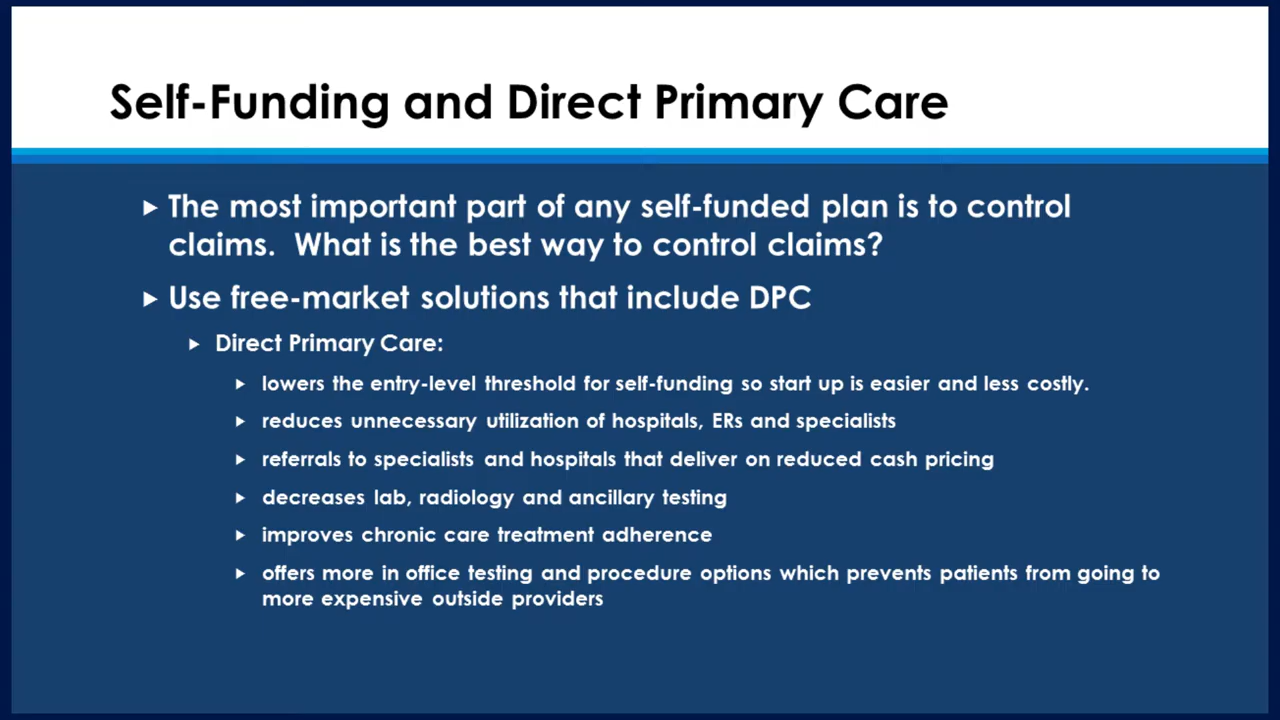 Self-Funding and Direct Primary Care
The most important part of any self-funded plan is to control
claims.  What is the best way to control claims?
Use free-market solutions that include DPC
Direct Primary Care:
lowers the entry-level threshold for self-funding so start up is easier and less costly.
reduces unnecessary utilization of hospitals, ERs and specialists
referrals to specialists and hospitals that deliver on reduced cash pricing
decreases lab, radiology and ancillary testing
improves chronic care treatment adherence
offers more in office testing and procedure options which prevents patients from going to
more expensive outside providers